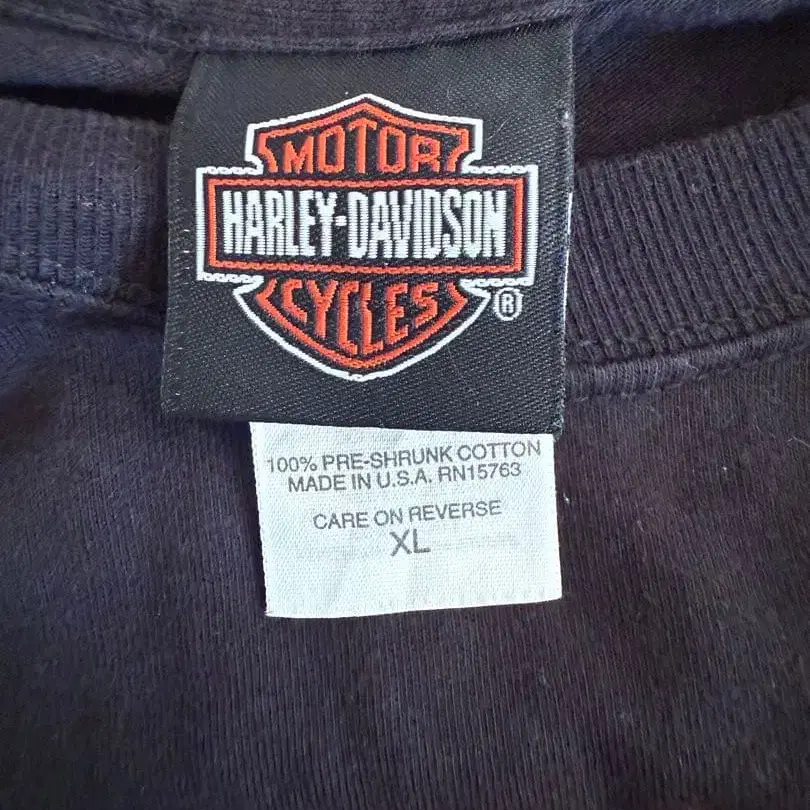 MOTOR
HARLEY-DAVIDSON
CYCLES ®
100% PRE-SHRUNK COTTON
MADE IN U.S.A. RN15763
CARE ON REVERSE
XL